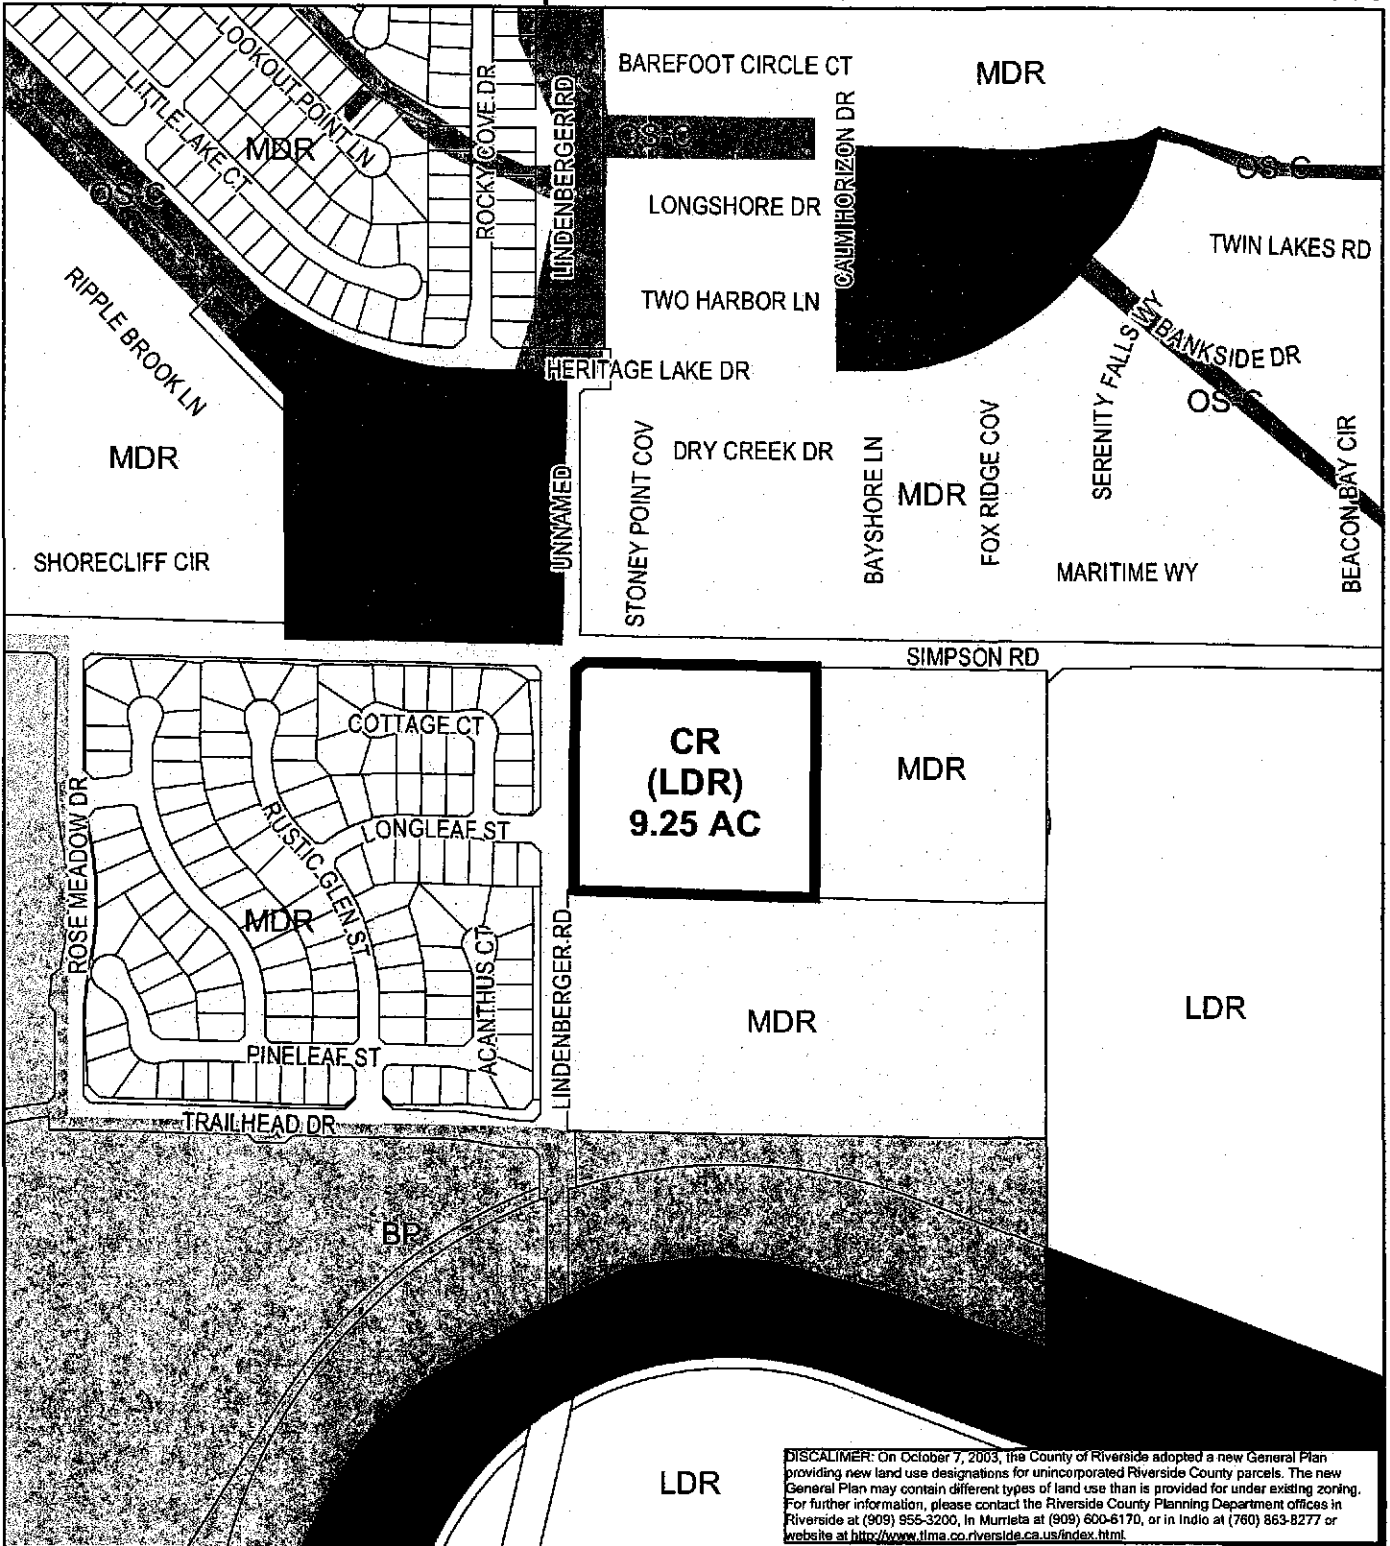 BAREFOOT CIRCLE CT
MDR
LOOKOUT POINT LN
LITTLE LAKE CT
MDR
ROCKY COVE DR
LINDENBERGER RD
OS-C
CALM HORIZON DR
OS-C
OS-C
LONGSHORE DR
TWIN LAKES RD
RIPPLE BROOK LN
TWO HARBOR LN
SERENITY FALLS WY
BANKSIDE DR
HERITAGE LAKE DR
OS-C
MDR
UNNAMED
STONEY POINT COV
DRY CREEK DR
BAYSHORE LN
MDR
FOX RIDGE COV
BEACON BAY CIR
SHORECLIFF CIR
MARITIME WY
SIMPSON RD
COTTAGE CT
CR
(LDR)
9.25 AC
MDR
ROSE MEADOW DR
RUSTIC GLEN ST
LONGLEAF ST
MDR
ACANTHUS CT
LINDENBERGER RD
MDR
LDR
PINELEAF ST
TRAILHEAD DR
BP
LDR
DISCALIMER: On October 7, 2003, the County of Riverside adopted a new General Plan
providing new land use designations for unincorporated Riverside County parcels. The new
General Plan may contain different types of land use than is provided for under existing zoning.
For further information, please contact the Riverside County Planning Department offices in
Riverside at (909) 955-3200, in Murrieta at (909) 600-6170, or in Indio at (760) 863-8277 or
website at http://www.tlma.co.riverside.ca.us/index.html